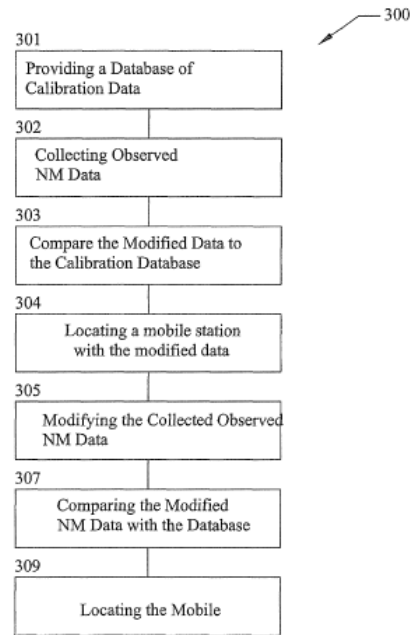 300
301
Providing a Database of
Calibration Data
302
Collecting Observed
NM Data
303
Compare the Modified Data to
the Calibration Database
304
Locating a mobile station
with the modified data
305
Modifying the Collected Observed
NM Data
307
Comparing the Modified
NM Data with the Database
309
Locating the Mobile